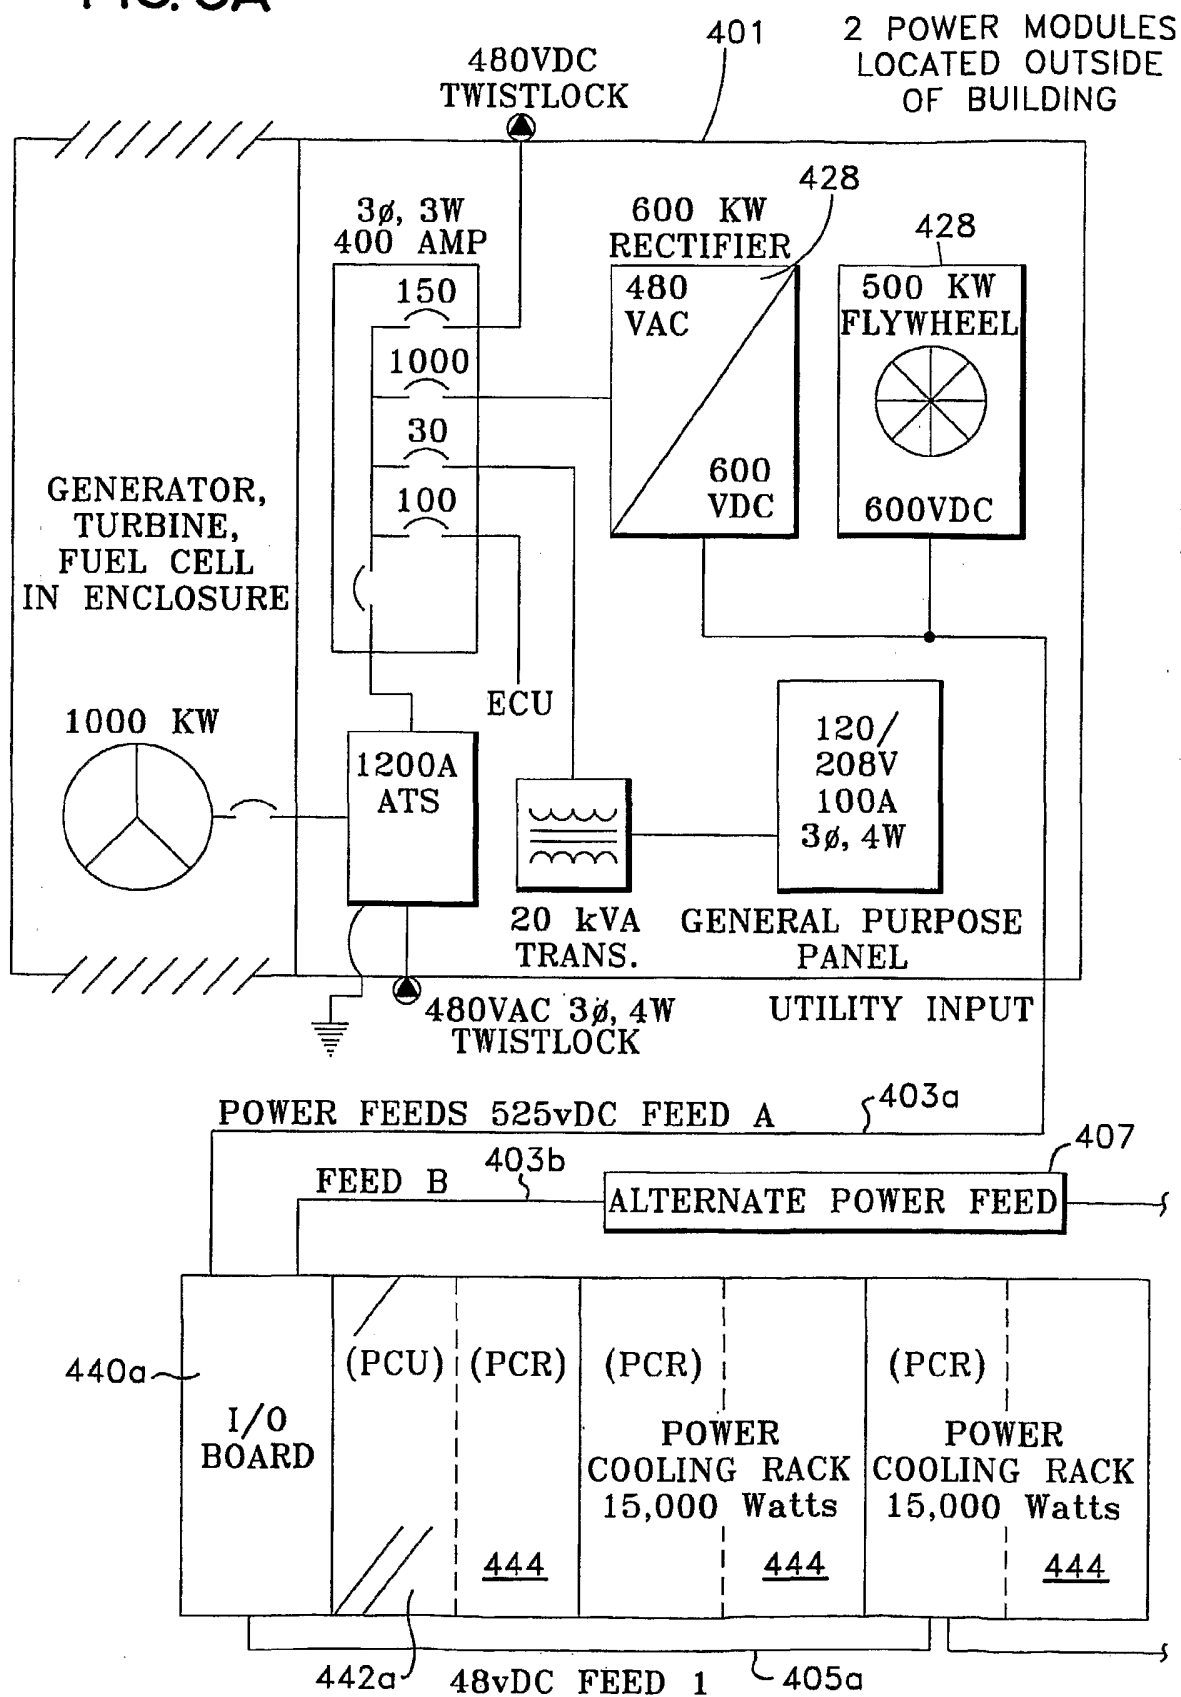 FIG. 6A
2 POWER MODULES
LOCATED OUTSIDE
OF BUILDING
401
480VDC
TWISTLOCK
428
3ø, 3W
400 AMP
600 KW
RECTIFIER
428
150
480
VAC
500 KW
FLYWHEEL
1000
30
600
VDC
100
600VDC
GENERATOR,
TURBINE,
FUEL CELL
IN ENCLOSURE
ECU
1000 KW
1200A
ATS
120/
208V
100A
3ø, 4W
20 kVA
TRANS.
GENERAL PURPOSE
PANEL
480VAC 3ø, 4W
TWISTLOCK
UTILITY INPUT
POWER FEEDS 525vDC FEED A
403a
407
FEED B
403b
ALTERNATE POWER FEED
440a
(PCU)
(PCR)
(PCR)
(PCR)
I/O
BOARD
POWER
COOLING RACK
15,000 Watts
POWER
COOLING RACK
15,000 Watts
444
444
444
442a
48vDC FEED 1
405a